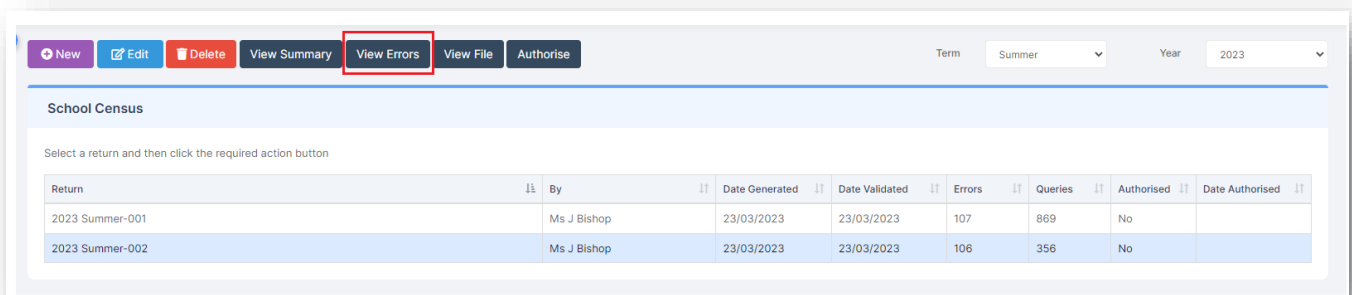 New Edit Delete View Summary View Errors View File Authorise Term Summer Year 2023
School Census
Select a return and then click the required action button
Return By Date Generated Date Validated Errors Queries Authorised Date Authorised
2023 Summer-001 Ms J Bishop 23/03/2023 23/03/2023 107 869 No
2023 Summer-002 Ms J Bishop 23/03/2023 23/03/2023 106 356 No